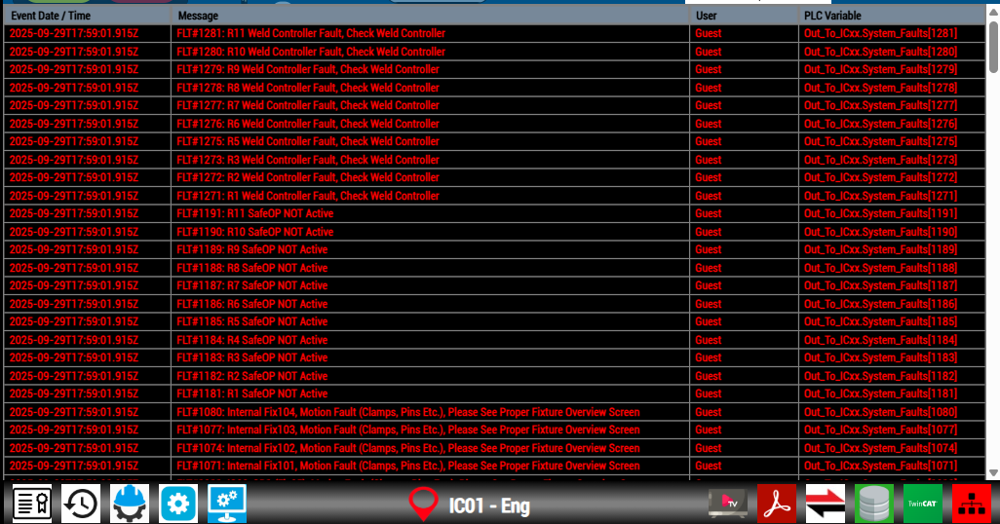 Event Date / Time Message User PLC Variable
2025-09-29T17:59:01.915Z FLT#1281: R11 Weld Controller Fault, Check Weld Controller Guest Out_To_ICxx.System_Faults[1281]
2025-09-29T17:59:01.915Z FLT#1280: R10 Weld Controller Fault, Check Weld Controller Guest Out_To_ICxx.System_Faults[1280]
2025-09-29T17:59:01.915Z FLT#1279: R9 Weld Controller Fault, Check Weld Controller Guest Out_To_ICxx.System_Faults[1279]
2025-09-29T17:59:01.915Z FLT#1278: R8 Weld Controller Fault, Check Weld Controller Guest Out_To_ICxx.System_Faults[1278]
2025-09-29T17:59:01.915Z FLT#1277: R7 Weld Controller Fault, Check Weld Controller Guest Out_To_ICxx.System_Faults[1277]
2025-09-29T17:59:01.915Z FLT#1276: R6 Weld Controller Fault, Check Weld Controller Guest Out_To_ICxx.System_Faults[1276]
2025-09-29T17:59:01.915Z FLT#1275: R5 Weld Controller Fault, Check Weld Controller Guest Out_To_ICxx.System_Faults[1275]
2025-09-29T17:59:01.915Z FLT#1273: R3 Weld Controller Fault, Check Weld Controller Guest Out_To_ICxx.System_Faults[1273]
2025-09-29T17:59:01.915Z FLT#1272: R2 Weld Controller Fault, Check Weld Controller Guest Out_To_ICxx.System_Faults[1272]
2025-09-29T17:59:01.915Z FLT#1271: R1 Weld Controller Fault, Check Weld Controller Guest Out_To_ICxx.System_Faults[1271]
2025-09-29T17:59:01.915Z FLT#1191: R11 SafeOP NOT Active Guest Out_To_ICxx.System_Faults[1191]
2025-09-29T17:59:01.915Z FLT#1190: R10 SafeOP NOT Active Guest Out_To_ICxx.System_Faults[1190]
2025-09-29T17:59:01.915Z FLT#1189: R9 SafeOP NOT Active Guest Out_To_ICxx.System_Faults[1189]
2025-09-29T17:59:01.915Z FLT#1188: R8 SafeOP NOT Active Guest Out_To_ICxx.System_Faults[1188]
2025-09-29T17:59:01.915Z FLT#1187: R7 SafeOP NOT Active Guest Out_To_ICxx.System_Faults[1187]
2025-09-29T17:59:01.915Z FLT#1186: R6 SafeOP NOT Active Guest Out_To_ICxx.System_Faults[1186]
2025-09-29T17:59:01.915Z FLT#1185: R5 SafeOP NOT Active Guest Out_To_ICxx.System_Faults[1185]
2025-09-29T17:59:01.915Z FLT#1184: R4 SafeOP NOT Active Guest Out_To_ICxx.System_Faults[1184]
2025-09-29T17:59:01.915Z FLT#1183: R3 SafeOP NOT Active Guest Out_To_ICxx.System_Faults[1183]
2025-09-29T17:59:01.915Z FLT#1182: R2 SafeOP NOT Active Guest Out_To_ICxx.System_Faults[1182]
2025-09-29T17:59:01.915Z FLT#1181: R1 SafeOP NOT Active Guest Out_To_ICxx.System_Faults[1181]
2025-09-29T17:59:01.915Z FLT#1080: Internal Fix104, Motion Fault (Clamps, Pins Etc.), Please See Proper Fixture Overview Screen Guest Out_To_ICxx.System_Faults[1080]
2025-09-29T17:59:01.915Z FLT#1077: Internal Fix103, Motion Fault (Clamps, Pins Etc.), Please See Proper Fixture Overview Screen Guest Out_To_ICxx.System_Faults[1077]
2025-09-29T17:59:01.915Z FLT#1074: Internal Fix102, Motion Fault (Clamps, Pins Etc.), Please See Proper Fixture Overview Screen Guest Out_To_ICxx.System_Faults[1074]
2025-09-29T17:59:01.915Z FLT#1071: Internal Fix101, Motion Fault (Clamps, Pins Etc.), Please See Proper Fixture Overview Screen Guest Out_To_ICxx.System_Faults[1071]
IC01 - Eng TV TwinCAT